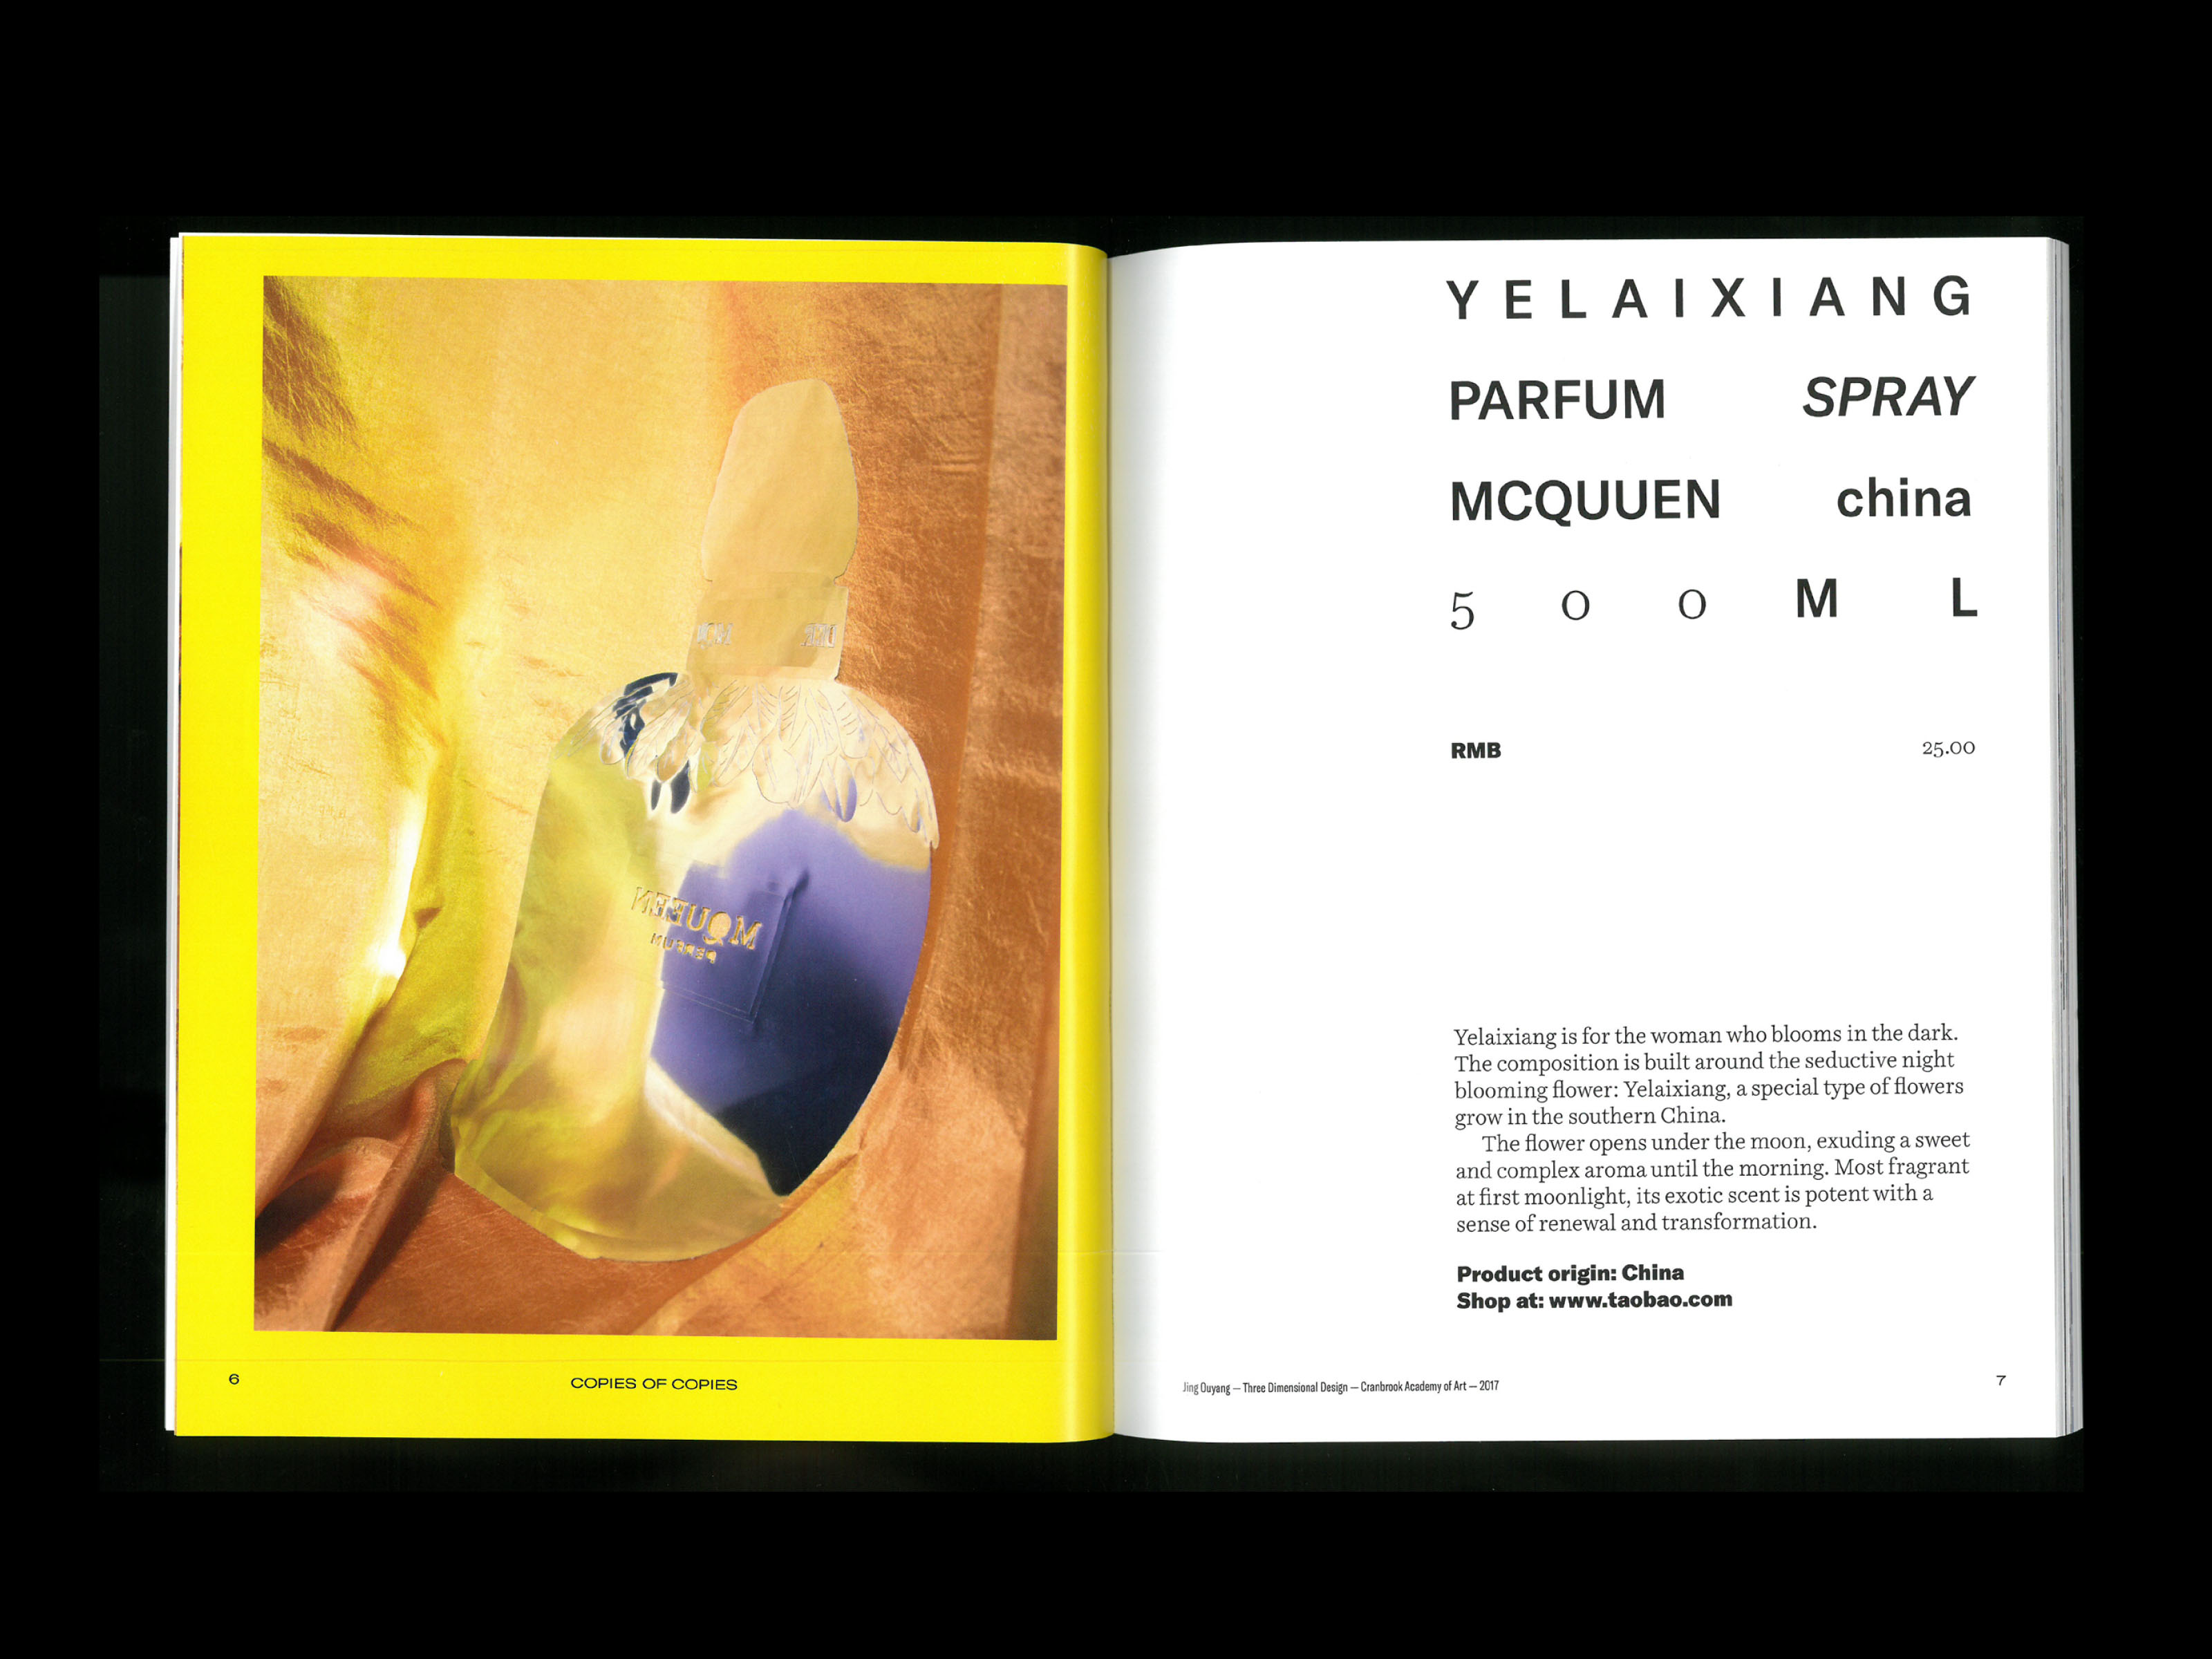 MQUEEN
PERFUM
6
COPIES OF COPIES
YELAIXIANG
PARFUM SPRAY
MCQUUEN china
500 ML
RMB 25.00
Yelaixiang is for the woman who blooms in the dark.
The composition is built around the seductive night
blooming flower: Yelaixiang, a special type of flowers
grow in the southern China.
The flower opens under the moon, exuding a sweet
and complex aroma until the morning. Most fragrant
at first moonlight, its exotic scent is potent with a
sense of renewal and transformation.
Product origin: China
Shop at: www.taobao.com
Jing Ouyang — Three Dimensional Design — Cranbrook Academy of Art — 2017
7